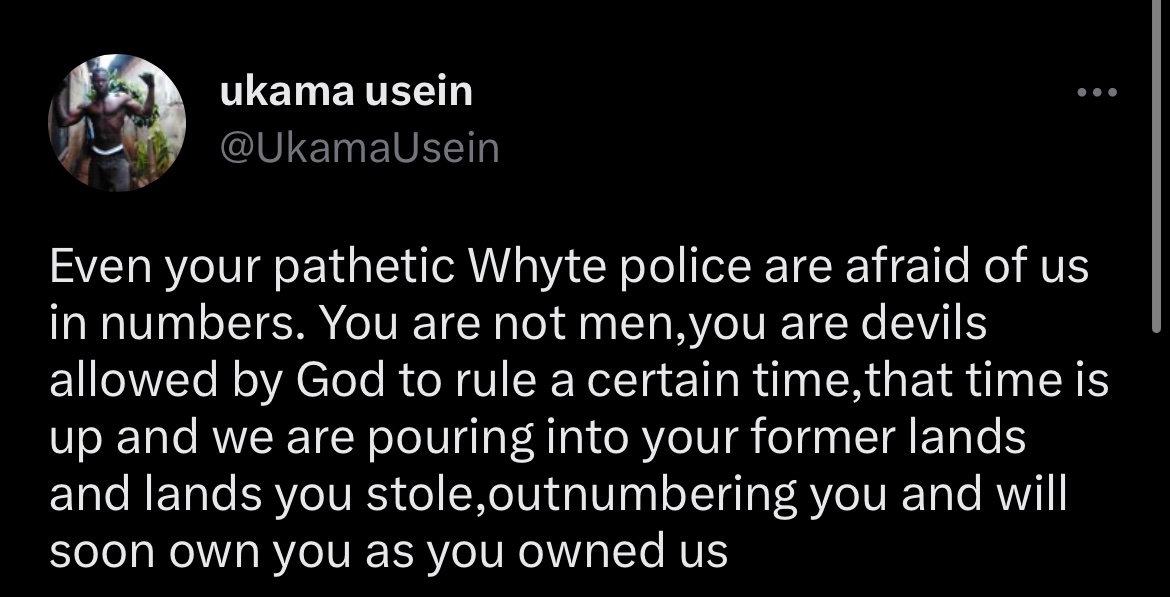 ukama usein
@UkamaUsein
Even your pathetic Whyte police are afraid of us
in numbers. You are not men,you are devils
allowed by God to rule a certain time,that time is
up and we are pouring into your former lands
and lands you stole,outnumbering you and will
soon own you as you owned us